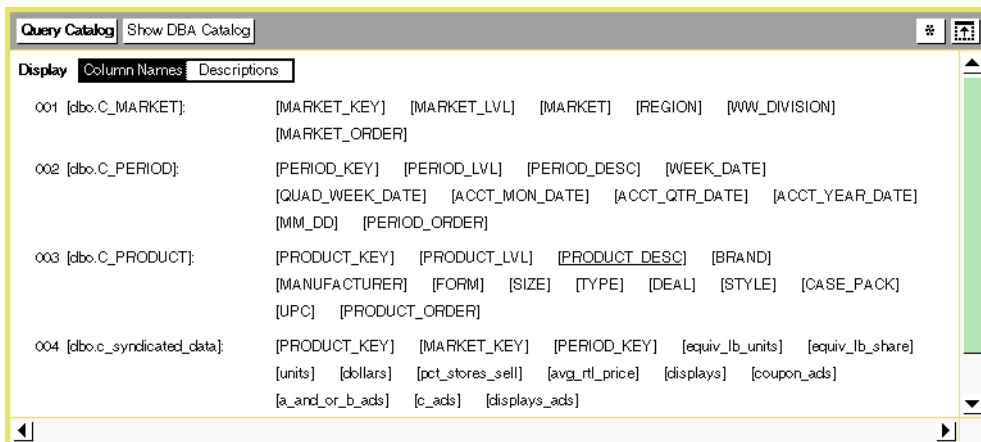 Query Catalog Show DBA Catalog *
Display Column Names Descriptions
001 [dbo.C_MARKET]: [MARKET_KEY] [MARKET_LVL] [MARKET] [REGION] [WW_DIVISION]
[MARKET_ORDER]
002 [dbo.C_PERIOD]: [PERIOD_KEY] [PERIOD_LVL] [PERIOD_DESC] [WEEK_DATE]
[QUAD_WEEK_DATE] [ACCT_MON_DATE] [ACCT_QTR_DATE] [ACCT_YEAR_DATE]
[MM_DD] [PERIOD_ORDER]
003 [dbo.C_PRODUCT]: [PRODUCT_KEY] [PRODUCT_LVL] [PRODUCT_DESC] [BRAND]
[MANUFACTURER] [FORM] [SIZE] [TYPE] [DEAL] [STYLE] [CASE_PACK]
[UPC] [PRODUCT_ORDER]
004 [dbo.c_syndicated_data]: [PRODUCT_KEY] [MARKET_KEY] [PERIOD_KEY] [equiv_lb_units] [equiv_lb_share]
[units] [dollars] [pct_stores_sell] [avg_rtl_price] [displays] [coupon_ads]
[a_and_or_b_ads] [c_ads] [displays_ads]